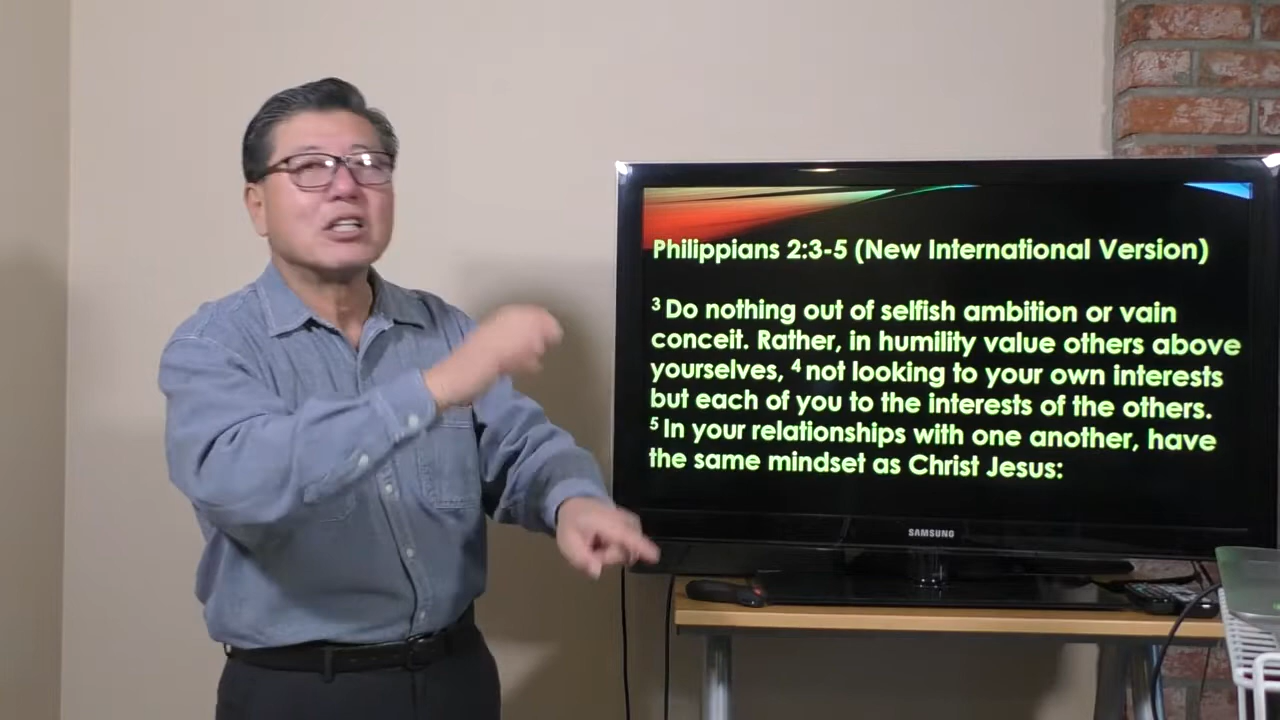 Philippians 2:3-5 (New International Version)
3 Do nothing out of selfish ambition or vain
conceit. Rather, in humility value others above
yourselves, 4 not looking to your own interests
but each of you to the interests of the others.
5 In your relationships with one another, have
the same mindset as Christ Jesus:
SAMSUNG